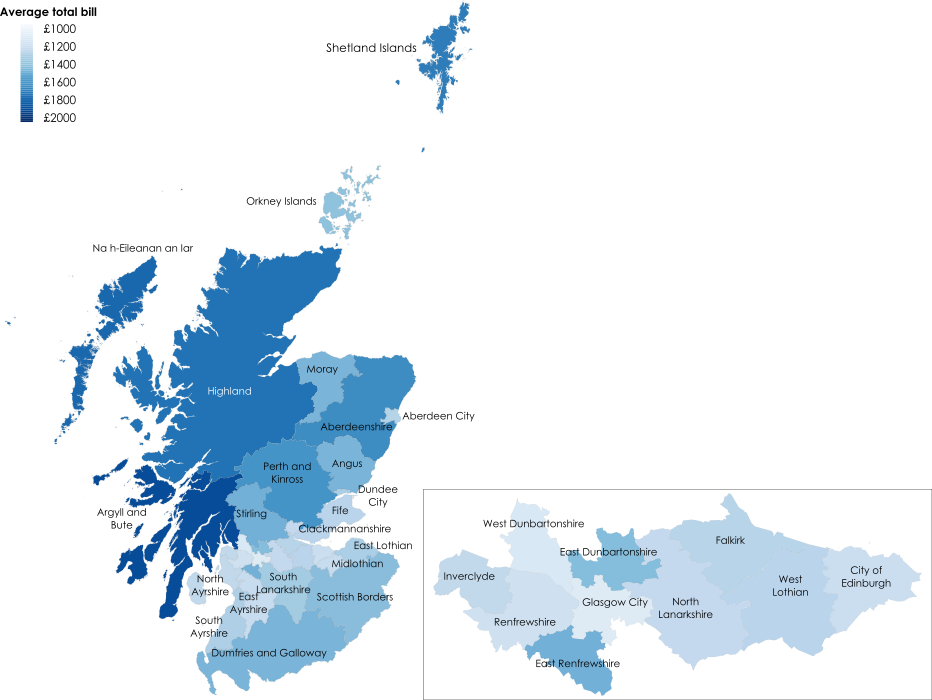 Average total bill
£1000
£1200
£1400
£1600
£1800
£2000
Shetland Islands
Orkney Islands
Na h-Eileanan an Iar
Moray
Highland
Aberdeen City
Aberdeenshire
Perth and
Kinross
Angus
Dundee
City
Argyll and
Bute
Stirling
Fife
Clackmannanshire
East Lothian
Midlothian
North
Ayrshire
South
Lanarkshire
East
Ayrshire
Scottish Borders
South
Ayrshire
Dumfries and Galloway
West Dunbartonshire
East Dunbartonshire
Falkirk
Inverclyde
City of
Edinburgh
West
Lothian
Glasgow City
North
Lanarkshire
Renfrewshire
East Renfrewshire